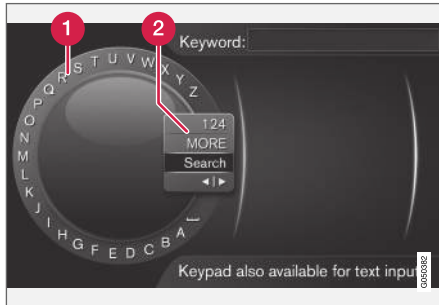 1
2
Keyword:
A B C D E F G H I J K L M N O P Q R S T U V W X Y Z
124
MORE
Search
◄|►
Keypad also available for text input
G050382